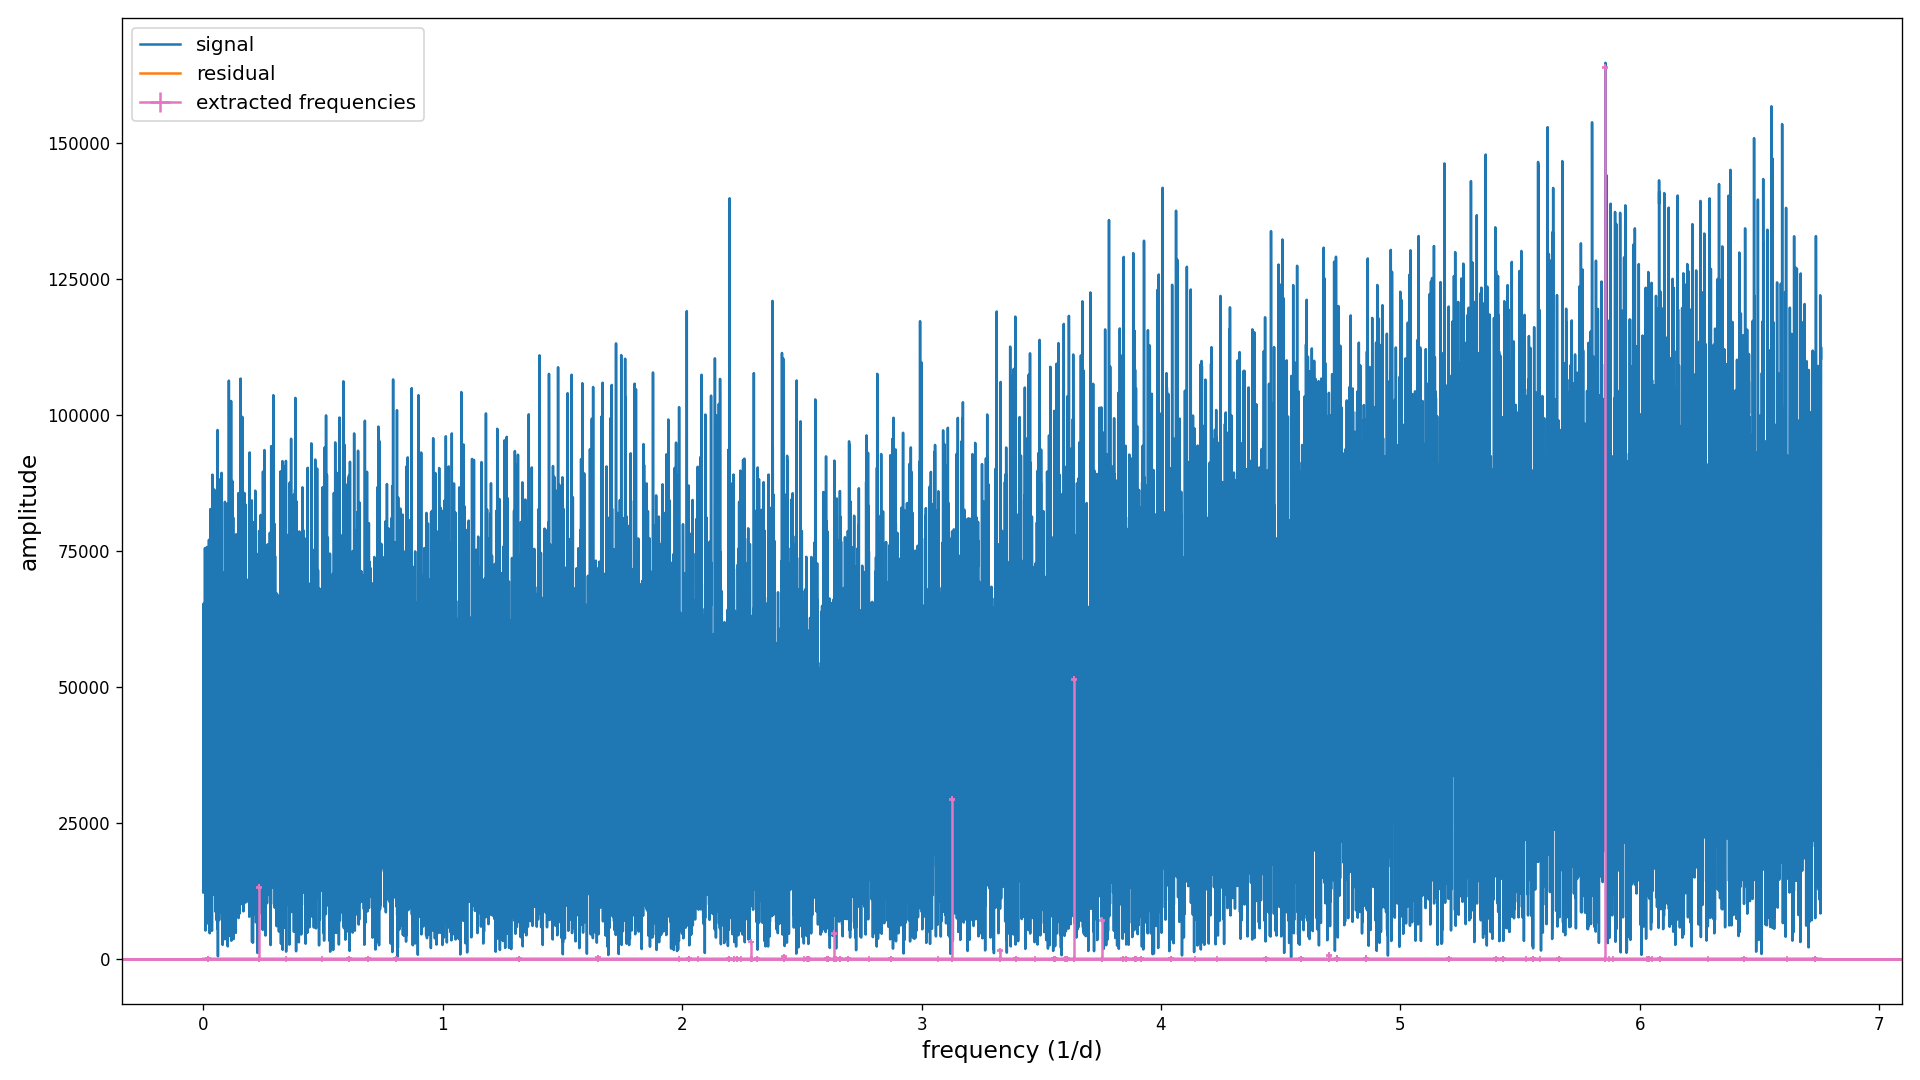 signal
residual
extracted frequencies
amplitude
150000
125000
100000
75000
50000
25000
0
0 1 2 3 4 5 6 7
frequency (1/d)